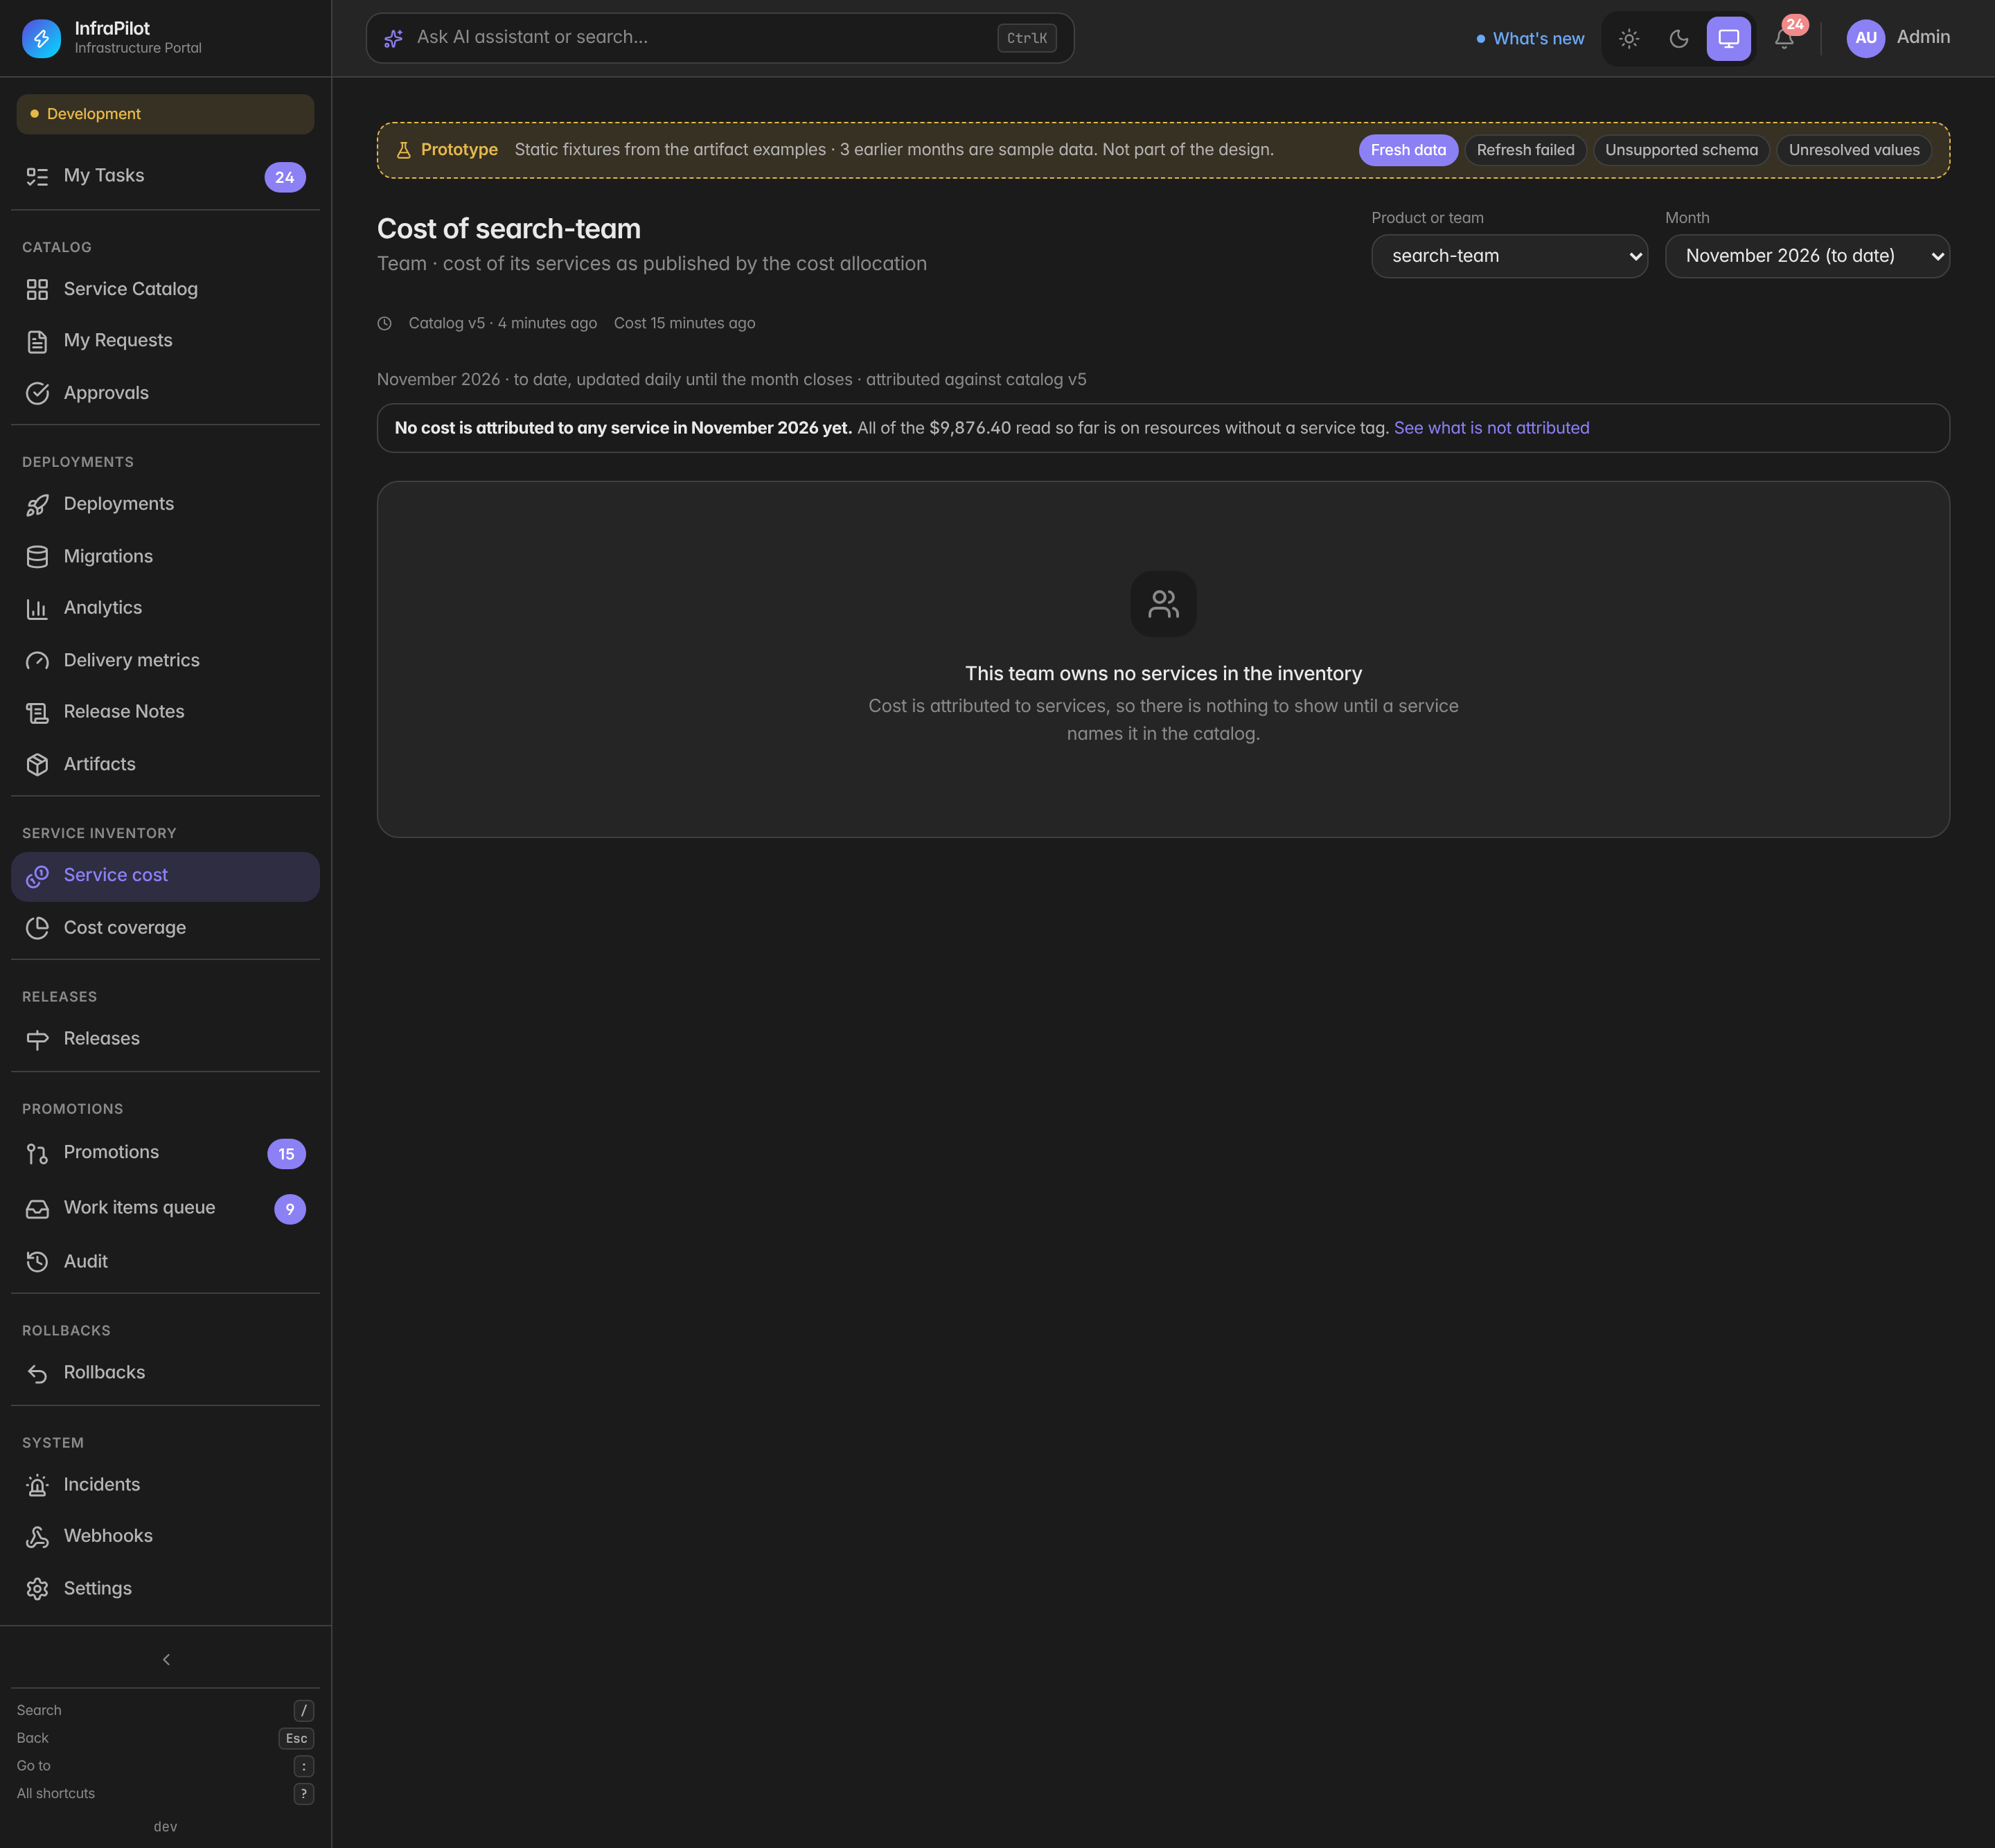 InfraPilot
Infrastructure Portal
Ask AI assistant or search...
CtrlK
What's new
24
AU
Admin
Development
My Tasks
24
CATALOG
Service Catalog
My Requests
Approvals
DEPLOYMENTS
Deployments
Migrations
Analytics
Delivery metrics
Release Notes
Artifacts
SERVICE INVENTORY
Service cost
Cost coverage
RELEASES
Releases
PROMOTIONS
Promotions
15
Work items queue
9
Audit
ROLLBACKS
Rollbacks
SYSTEM
Incidents
Webhooks
Settings
Search
/
Back
Esc
Go to
:
All shortcuts
?
dev
Prototype
Static fixtures from the artifact examples · 3 earlier months are sample data. Not part of the design.
Fresh data
Refresh failed
Unsupported schema
Unresolved values
Cost of search-team
Team · cost of its services as published by the cost allocation
Product or team
search-team
Month
November 2026 (to date)
Catalog v5 · 4 minutes ago
Cost 15 minutes ago
November 2026 · to date, updated daily until the month closes · attributed against catalog v5
No cost is attributed to any service in November 2026 yet. All of the $9,876.40 read so far is on resources without a service tag. See what is not attributed
This team owns no services in the inventory
Cost is attributed to services, so there is nothing to show until a service
names it in the catalog.